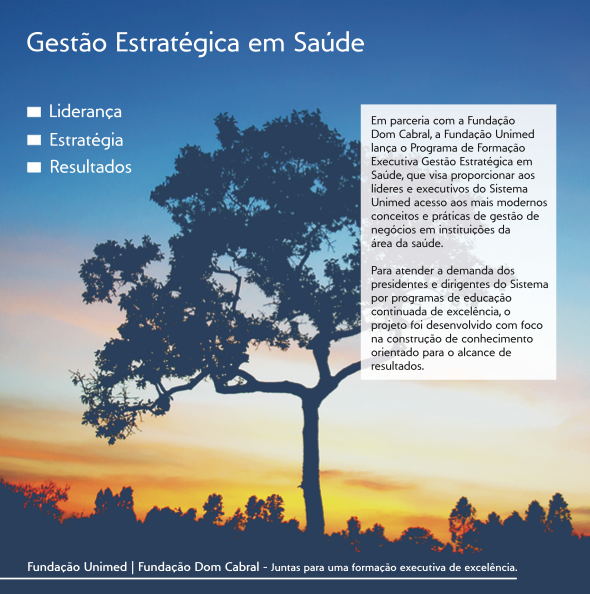 Gestão Estratégica em Saúde
Liderança
Estratégia
Resultados
Em parceria com a Fundação
Dom Cabral, a Fundação Unimed
lança o Programa de Formação
Executiva Gestão Estratégica em
Saúde, que visa proporcionar aos
líderes e executivos do Sistema
Unimed acesso aos mais modernos
conceitos e práticas de gestão de
negócios em instituições da
área da saúde.
Para atender a demanda dos
presidentes e dirigentes do Sistema
por programas de educação
continuada de excelência, o
projeto foi desenvolvido com foco
na construção de conhecimento
orientado para o alcance de
resultados.
Fundação Unimed | Fundação Dom Cabral - Juntas para uma formação executiva de excelência.